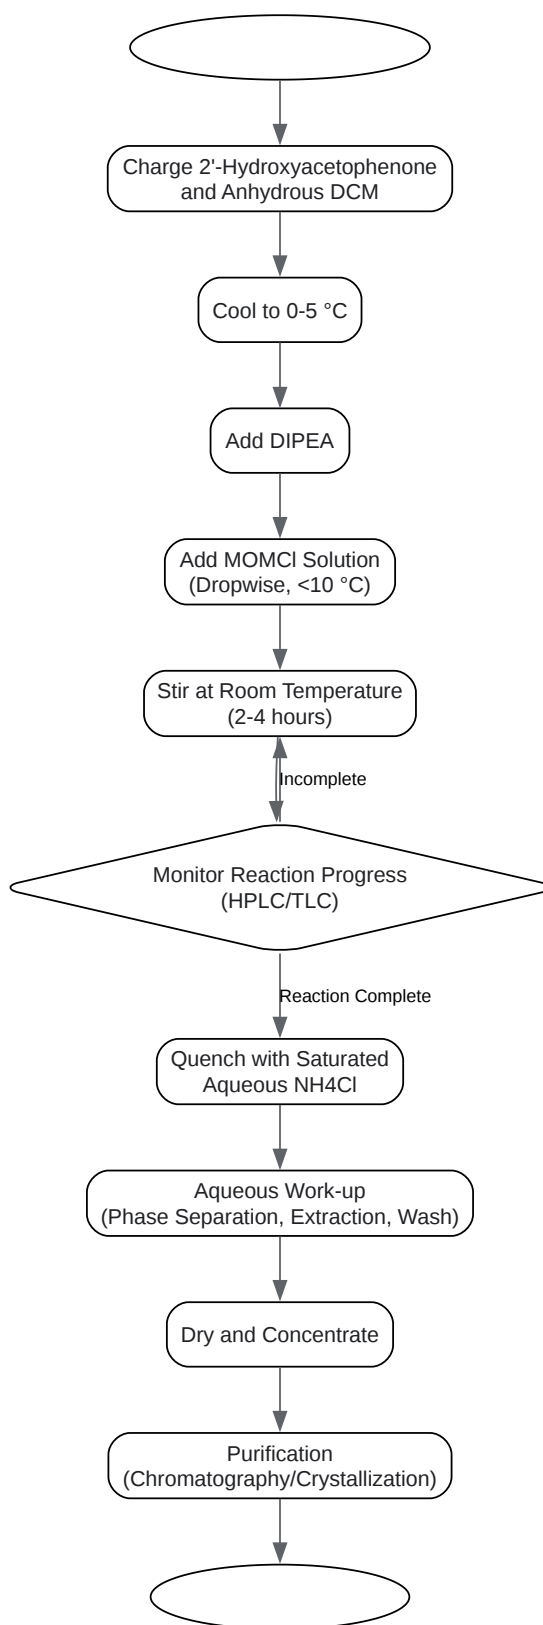 Charge 2'-Hydroxyacetophenone
and Anhydrous DCM
Cool to 0-5 °C
Add DIPEA
Add MOMCl Solution
(Dropwise, <10 °C)
Stir at Room Temperature
(2-4 hours)
Incomplete
Monitor Reaction Progress
(HPLC/TLC)
Reaction Complete
Quench with Saturated
Aqueous NH4Cl
Aqueous Work-up
(Phase Separation, Extraction, Wash)
Dry and Concentrate
Purification
(Chromatography/Crystallization)